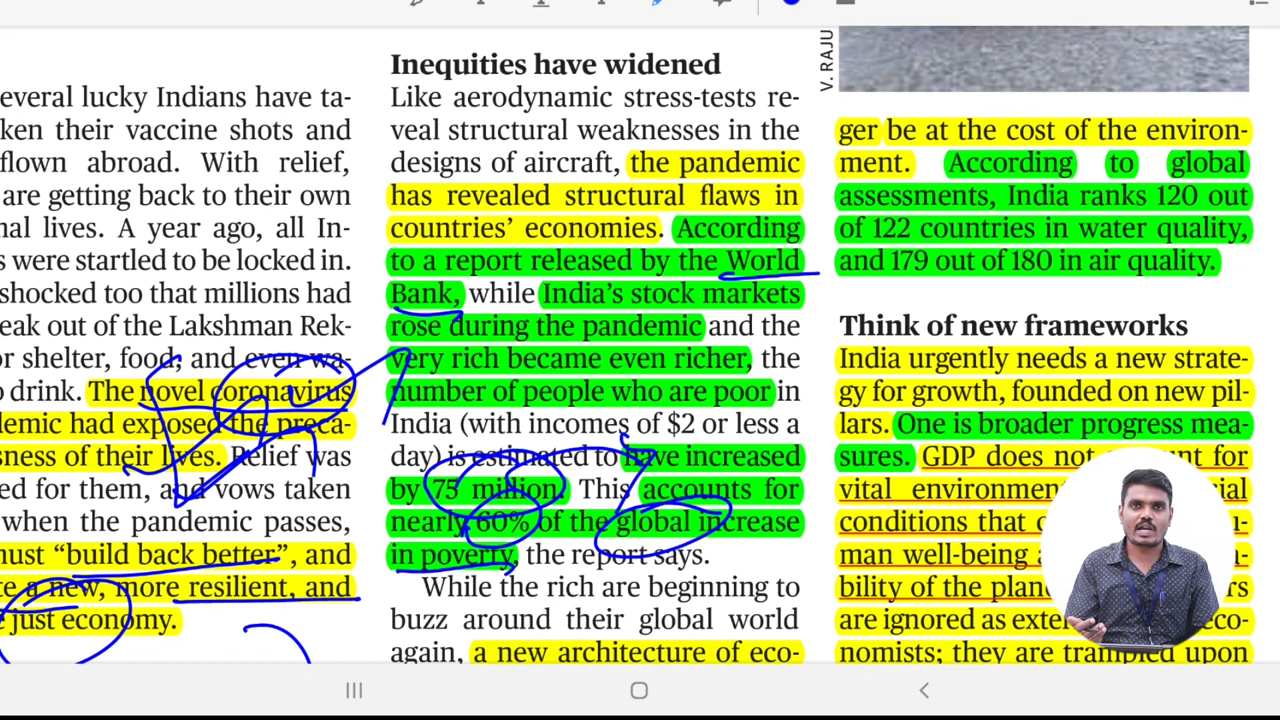 everal lucky Indians have ta-
ken their vaccine shots and
flown abroad. With relief,
are getting back to their own
lives. A year ago, all In-
were startled to be locked in.
shocked too that millions had
out of the Lakshman Rek-
shelter, food, and even wa-
drink. The novel coronavirus
had exposed the preca-
of their lives. Relief was
for them, and vows taken
when the pandemic passes,
"build back better", and
a new, more resilient, and
just economy.
Inequities have widened
Like aerodynamic stress-tests re-
veal structural weaknesses in the
designs of aircraft, the pandemic
has revealed structural flaws in
countries' economies. According
to a report released by the World
Bank, while India's stock markets
rose during the pandemic and the
very rich became even richer, the
number of people who are poor in
India (with incomes of $2 or less a
day) is estimated to have increased
by 75 million. This accounts for
nearly 60% of the global increase
in poverty, the report says.
While the rich are beginning to
buzz around their global world
again, a new architecture of eco-
V. RAJU
ger be at the cost of the environ-
ment. According to global
assessments, India ranks 120 out
of 122 countries in water quality,
and 179 out of 180 in air quality.
Think of new frameworks
India urgently needs a new strate-
gy for growth, founded on new pil-
lars. One is broader progress mea-
sures. GDP does not for
vital
conditions that
man well-being
bility of the
are ignored as
nomists; they are trampled upon